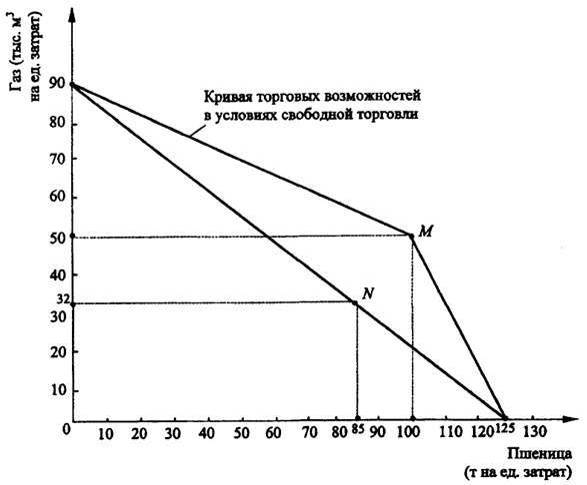 Газ (тыс. м³
на ед. затрат)
90
80
70
60
50
40
32
30
20
10
0
Кривая торговых возможностей
в условиях свободной торговли
M
N
10 20 30 40 50 60 70 80 85 90 100 110 120 125 130
Пшеница
(т на ед. затрат)